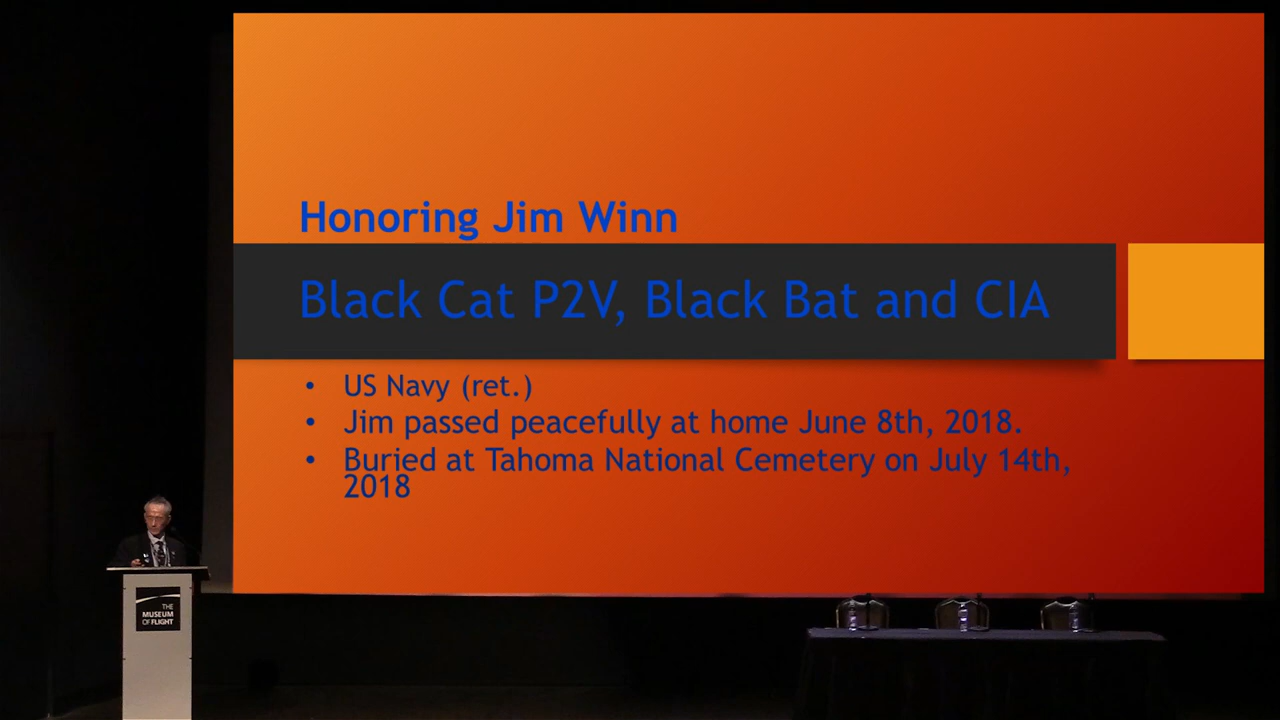 Honoring Jim Winn
Black Cat P2V, Black Bat and CIA
• US Navy (ret.)
• Jim passed peacefully at home June 8th, 2018.
• Buried at Tahoma National Cemetery on July 14th,
2018
THE
MUSEUM
OF FLIGHT